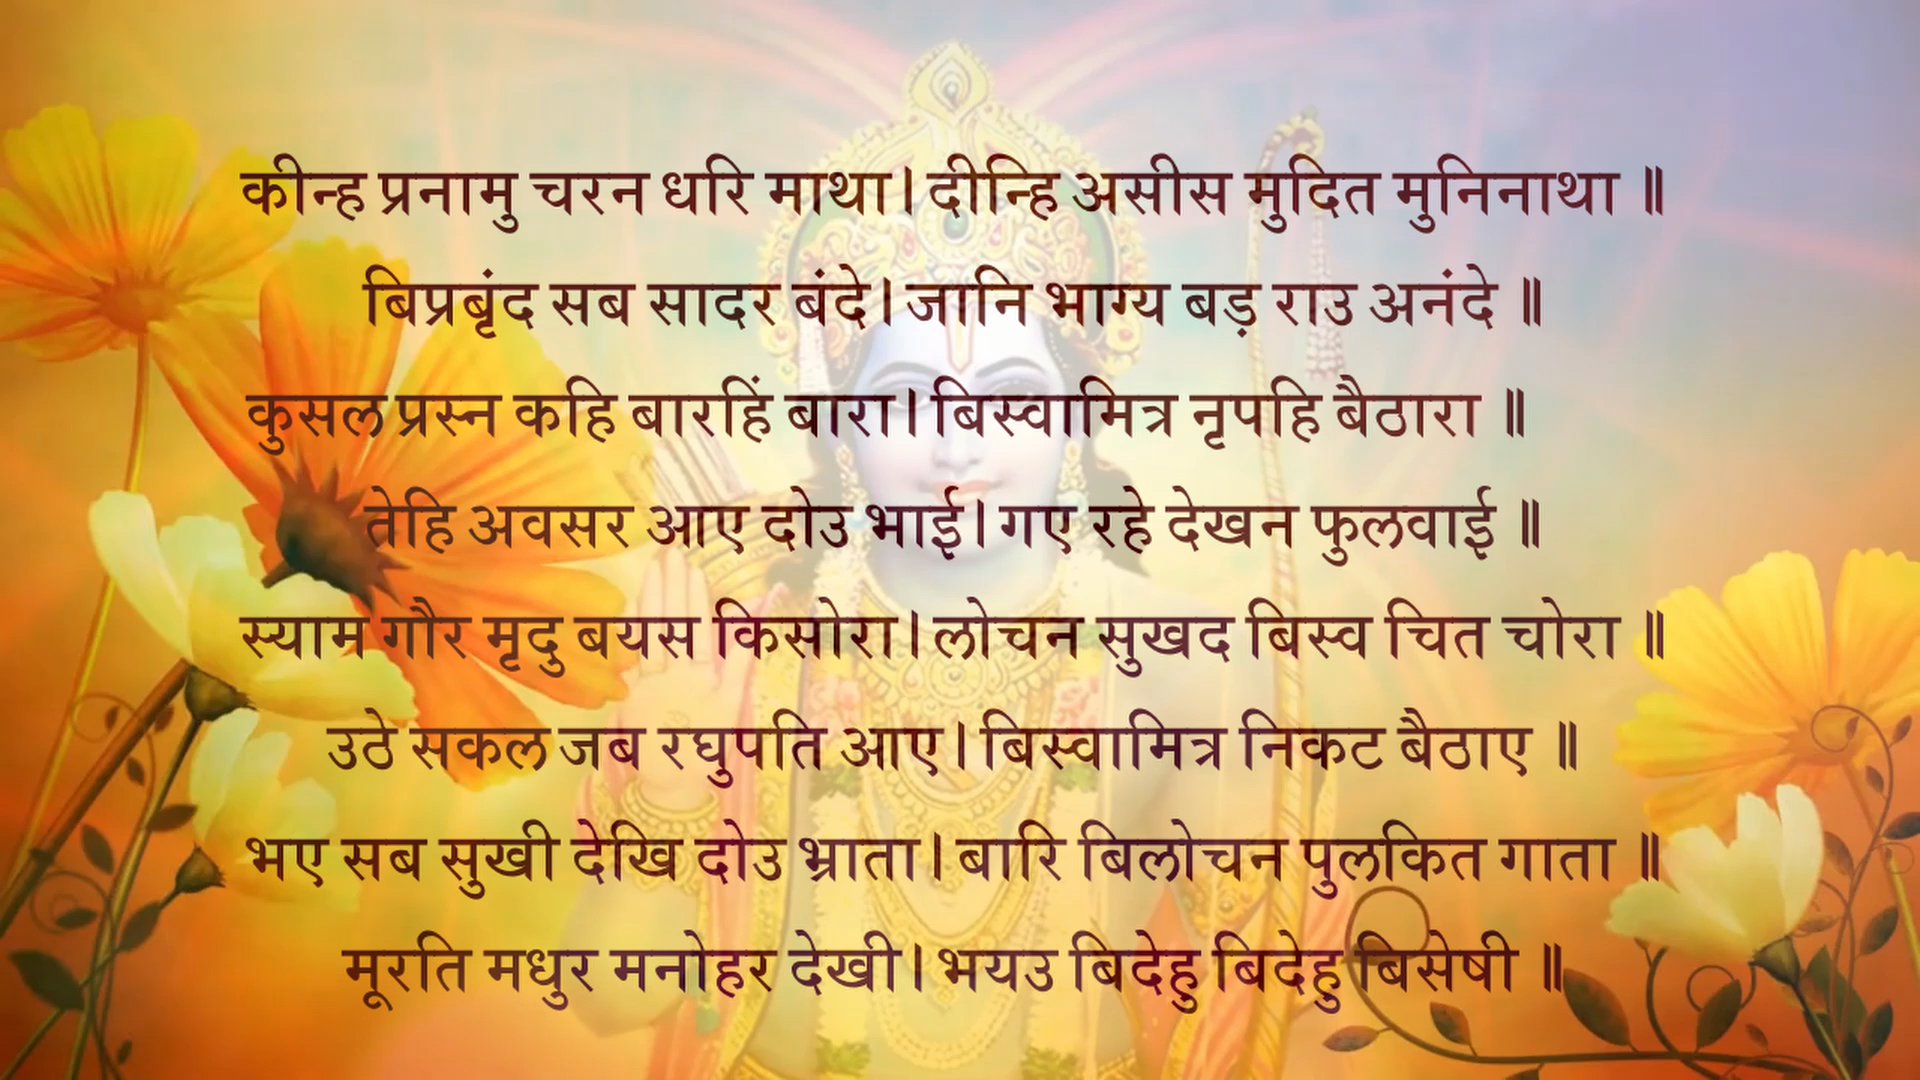 कीन्ह प्रनामु चरन धरि माथा। दीन्हि असीस मुदित मुनिनाथा ॥
बिप्रबृंद सब सादर बंदे। जानि भाग्य बड़ राउ अनंदे ॥
कुसल प्रस्न कहि बारहिं बारा। बिस्वामित्र नृपहि बैठारा ॥
तेहि अवसर आए दोउ भाई। गए रहे देखन फुलवाई ॥
स्याम गौर मृदु बयस किसोरा। लोचन सुखद बिस्व चित चोरा ॥
उठे सकल जब रघुपति आए। बिस्वामित्र निकट बैठाए ॥
भए सब सुखी देखि दोउ भ्राता। बारि बिलोचन पुलकित गाता ॥
मूरति मधुर मनोहर देखी। भयउ बिदेहु बिदेहु बिसेषी ॥